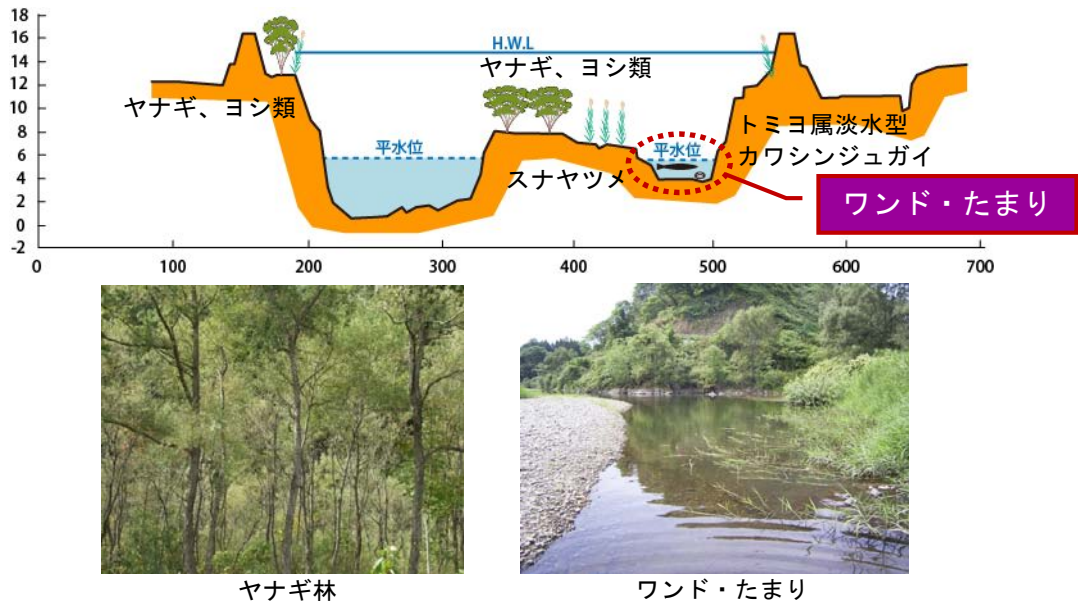 18
16
14
12
10
8
6
4
2
0
-2
H.W.L
ヤナギ、ヨシ類
ヤナギ、ヨシ類
平水位
平水位
トミヨ属淡水型
カワシンジュガイ
スナヤツメ
ワンド・たまり
0 100 200 300 400 500 600 700
ヤナギ林
ワンド・たまり